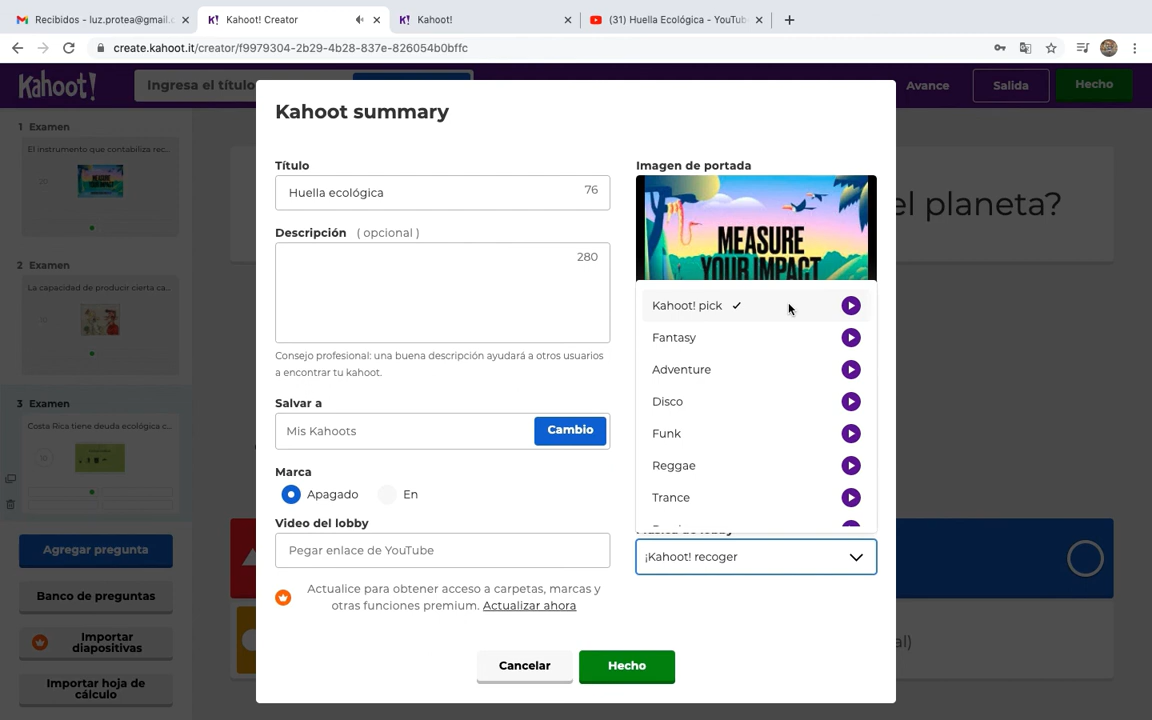 Recibidos - luz.protea@gmail.c
Kahoot! Creator
Kahoot!
(31) Huella Ecológica - YouTub
create.kahoot.it/creator/f9979304-2b29-4b28-837e-826054b0bffc
Kahoot!
Ingresa el título
Avance
Salida
Hecho
1 Examen
El instrumento que contabiliza rec...
20
MEASURE YOUR IMPACT
2 Examen
La capacidad de producir cierta ca...
3 Examen
Costa Rica tiene deuda ecológica c...
10
Agregar pregunta
Banco de preguntas
Importar
diapositivas
Importar hoja de
cálculo
el planeta?
al)
Kahoot summary
Título
Huella ecológica
76
Descripción ( opcional )
280
Consejo profesional: una buena descripción ayudará a otros usuarios
a encontrar tu kahoot.
Salvar a
Mis Kahoots
Cambio
Marca
Apagado
En
Video del lobby
Pegar enlace de YouTube
Actualice para obtener acceso a carpetas, marcas y
otras funciones premium. Actualizar ahora
Imagen de portada
MEASURE
YOUR IMPACT
Kahoot! pick
Fantasy
Adventure
Disco
Funk
Reggae
Trance
¡Kahoot! recoger
Cancelar
Hecho